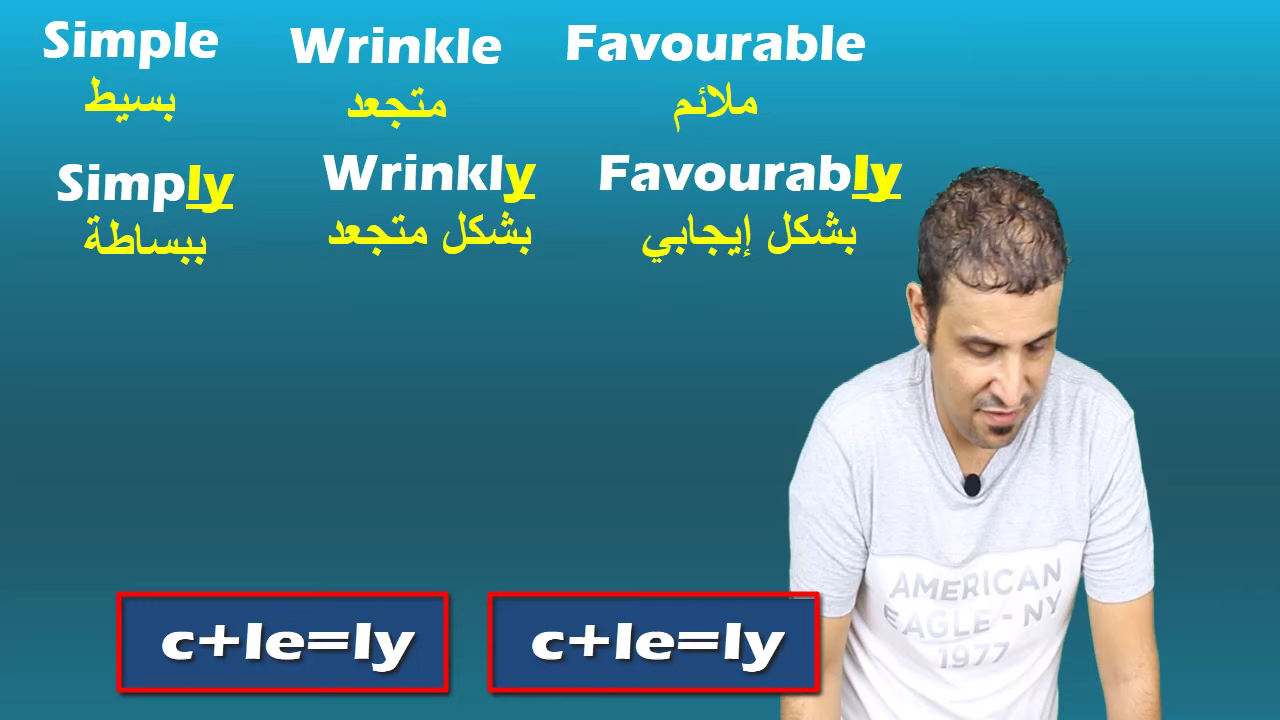 Simple Wrinkle Favourable
بسيط متجعد ملائم
Simply Wrinkly Favourably
ببساطة بشكل متجعد بشكل إيجابي
AMERICAN
EAGLE - NY
1977
c+le=ly c+le=ly